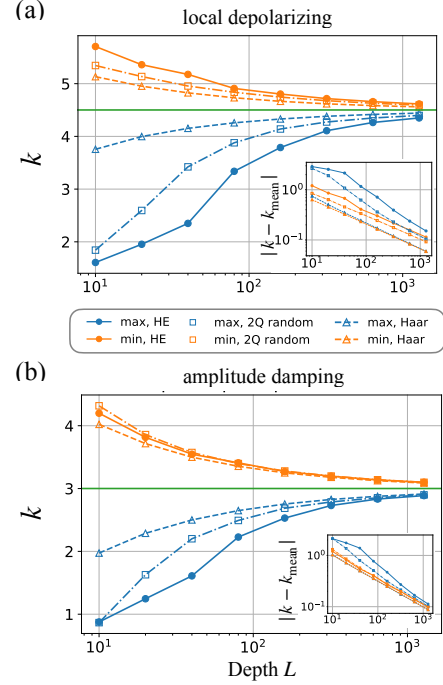 (a)
local depolarizing
5
4
3
2
k
10¹
10²
10³
|k − k_mean|
10⁰
10⁻¹
10¹
10²
10³
max, HE
max, 2Q random
max, Haar
min, HE
min, 2Q random
min, Haar
(b)
amplitude damping
4
3
2
1
k
10¹
10²
10³
Depth L
|k − k_mean|
10⁰
10⁻¹
10¹
10²
10³